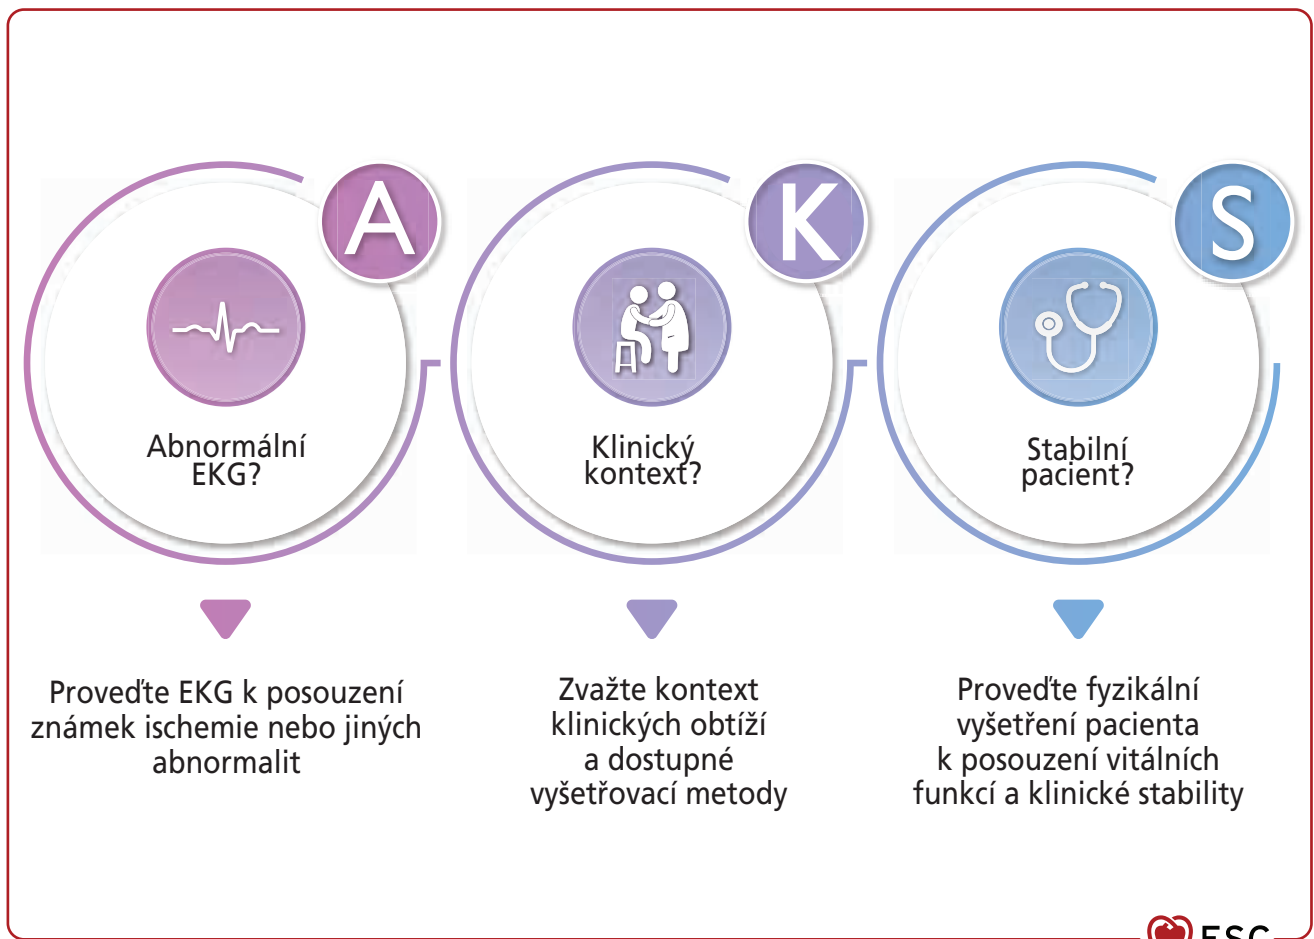 A
K
S
Abnormální
EKG?
Klinický
kontext?
Stabilní
pacient?
Proveďte EKG k posouzení
známek ischemie nebo jiných
abnormalit
Zvažte kontext
klinických obtíží
a dostupné
vyšetřovací metody
Proveďte fyzikální
vyšetření pacienta
k posouzení vitálních
funkcí a klinické stability
ESC